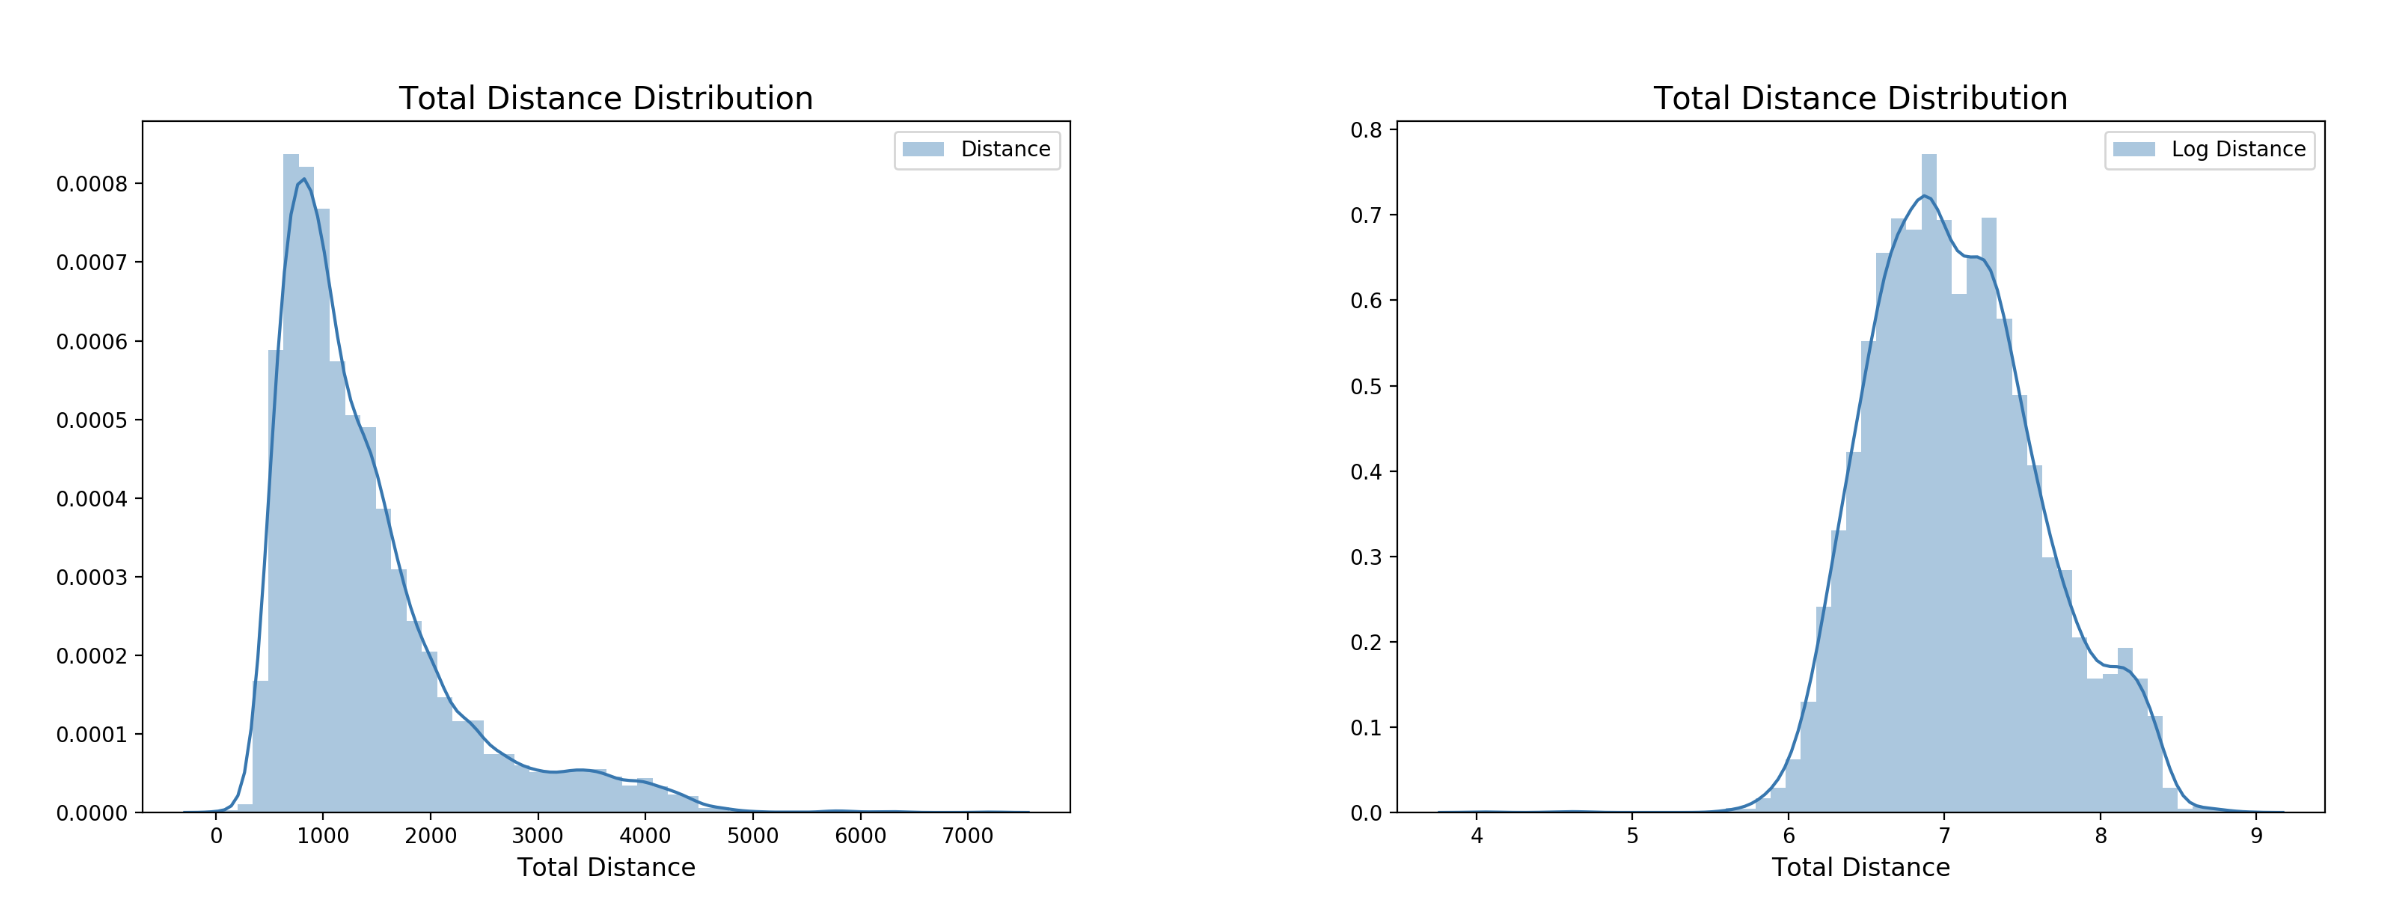 Total Distance Distribution
Distance
0.0008
0.0007
0.0006
0.0005
0.0004
0.0003
0.0002
0.0001
0.0000
0 1000 2000 3000 4000 5000 6000 7000
Total Distance
Total Distance Distribution
Log Distance
0.8
0.7
0.6
0.5
0.4
0.3
0.2
0.1
0.0
4 5 6 7 8 9
Total Distance